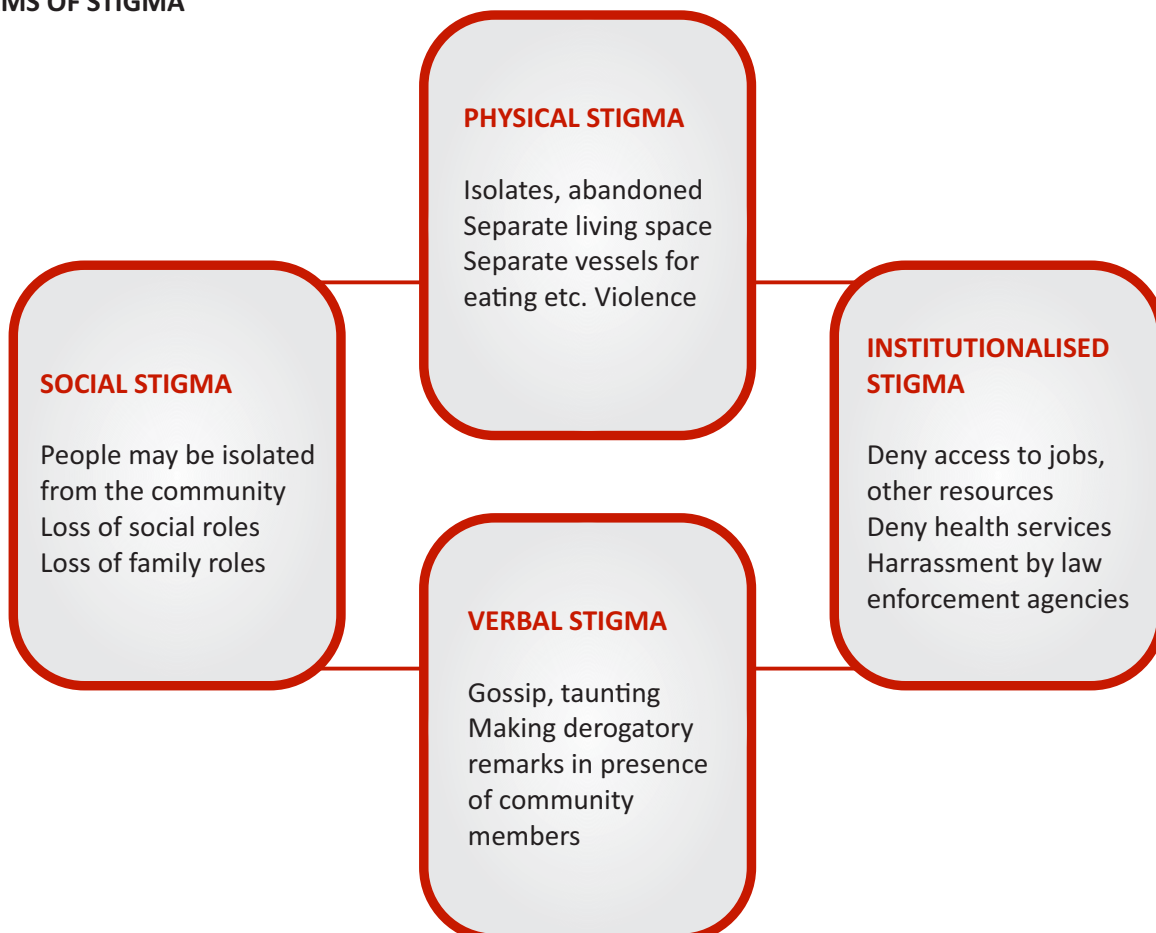 MS OF STIGMA
PHYSICAL STIGMA
Isolates, abandoned
Separate living space
Separate vessels for
eating etc. Violence
SOCIAL STIGMA
People may be isolated
from the community
Loss of social roles
Loss of family roles
INSTITUTIONALISED
STIGMA
Deny access to jobs,
other resources
Deny health services
Harrassment by law
enforcement agencies
VERBAL STIGMA
Gossip, taunting
Making derogatory
remarks in presence
of community
members